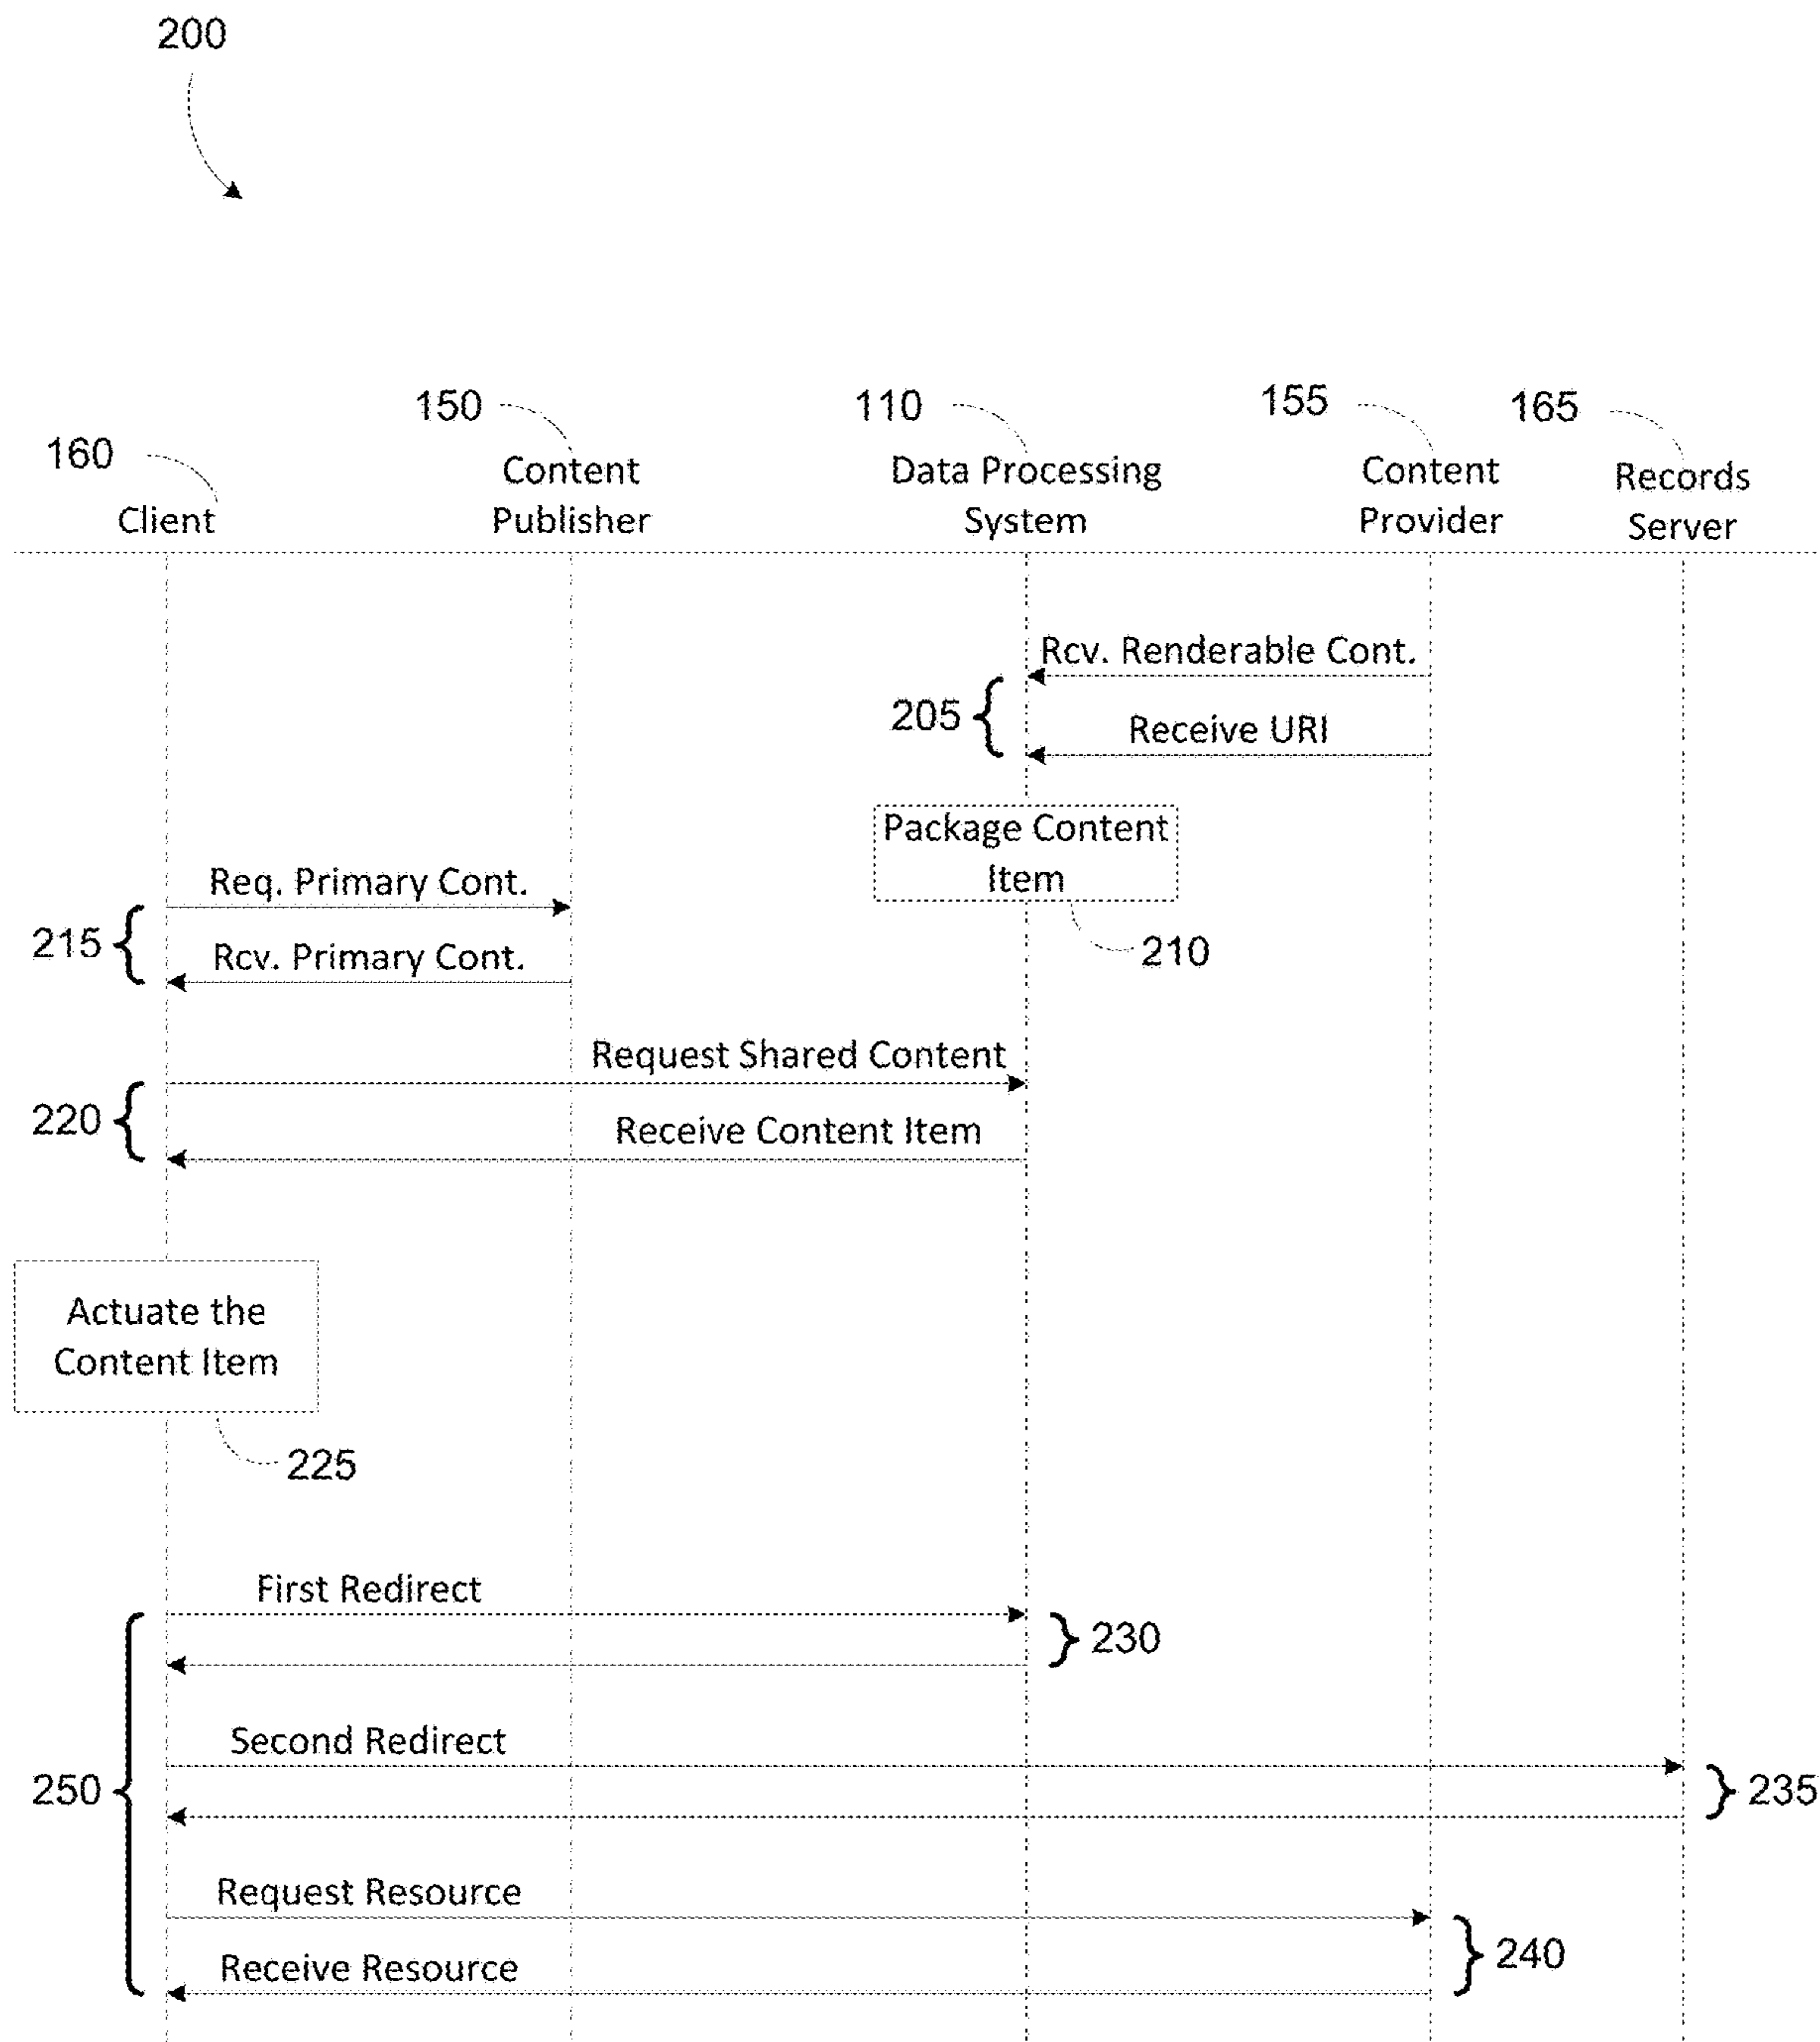 200
150
110
155
165
160
Content
Data Processing
Content
Records
Client
Publisher
System
Provider
Server
Rcv. Renderable Cont.
205
Receive URI
Package Content
Item
210
Req. Primary Cont.
215
Rcv. Primary Cont.
Request Shared Content
220
Receive Content Item
Actuate the
Content Item
225
First Redirect
230
Second Redirect
250
235
Request Resource
240
Receive Resource